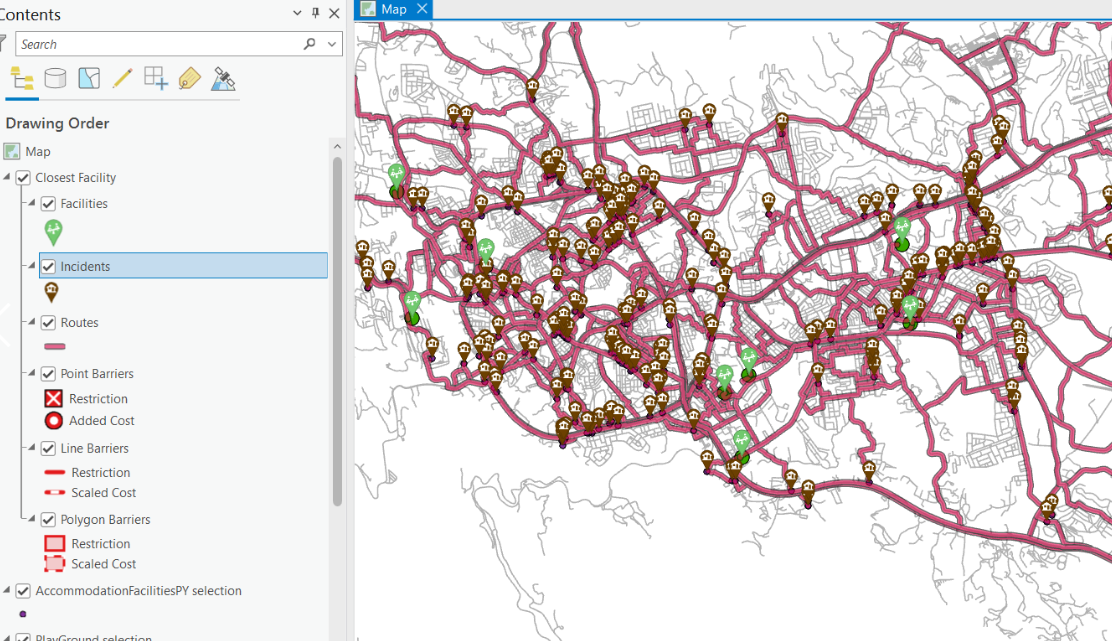 Contents
Map
Search
Drawing Order
Map
Closest Facility
Facilities
Incidents
Routes
Point Barriers
Restriction
Added Cost
Line Barriers
Restriction
Scaled Cost
Polygon Barriers
Restriction
Scaled Cost
AccommodationFacilitiesPY selection
PlayGround selection